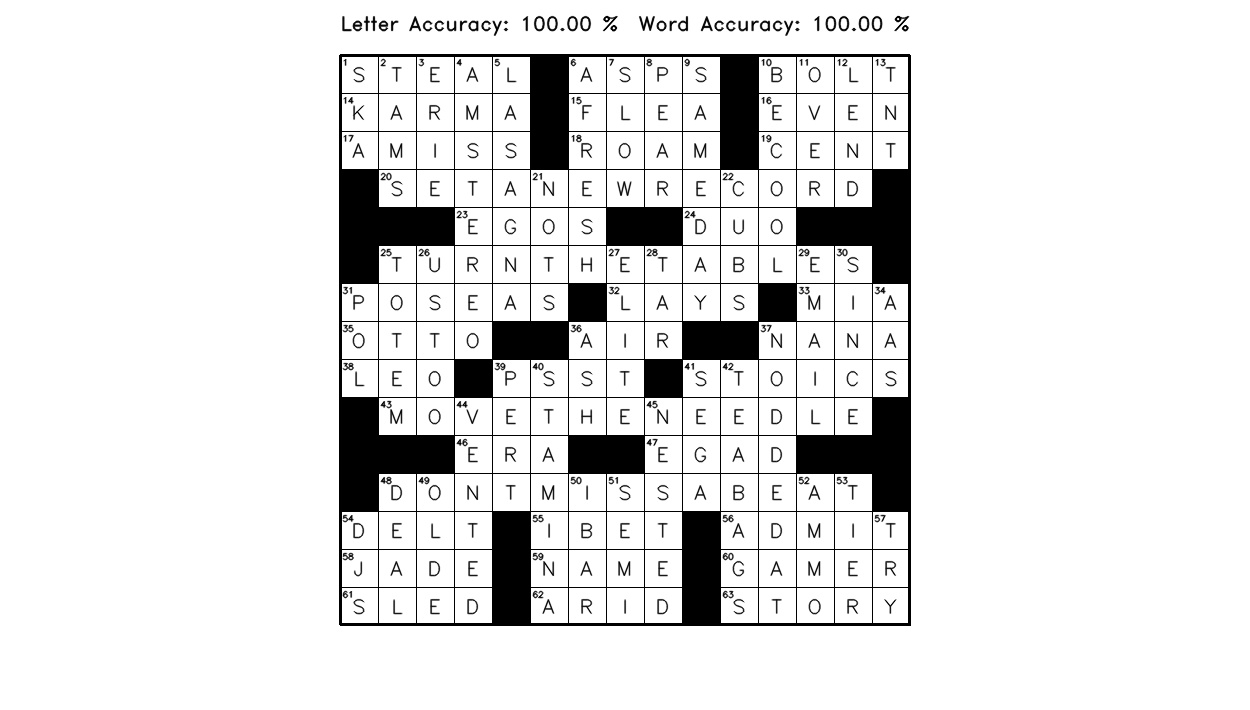 Letter Accuracy: 100.00 % Word Accuracy: 100.00 %
1 S 2 T 3 E 4 A 5 L 6 A 7 S 8 P 9 S 10 B 11 O 12 L 13 T
14 K A R M A 15 F L E A 16 E V E N
17 A M I S S 18 R O A M 19 C E N T
20 S E T A 21 N E W R E 22 C O R D
23 E G O S 24 D U O
25 T 26 U R N T H 27 E 28 T A B L 29 E 30 S
31 P O S E A S 32 L A Y S 33 M I 34 A
35 O T T O 36 A I R 37 N A N A
38 L E O 39 P 40 S S T 41 S 42 T O I C S
43 M O 44 V E T H E 45 N E E D L E
46 E R A 47 E G A D
48 D 49 O N T M 50 I 51 S S A B E 52 A 53 T
54 D E L T 55 I B E T 56 A D M I 57 T
58 J A D E 59 N A M E 60 G A M E R
61 S L E D 62 A R I D 63 S T O R Y